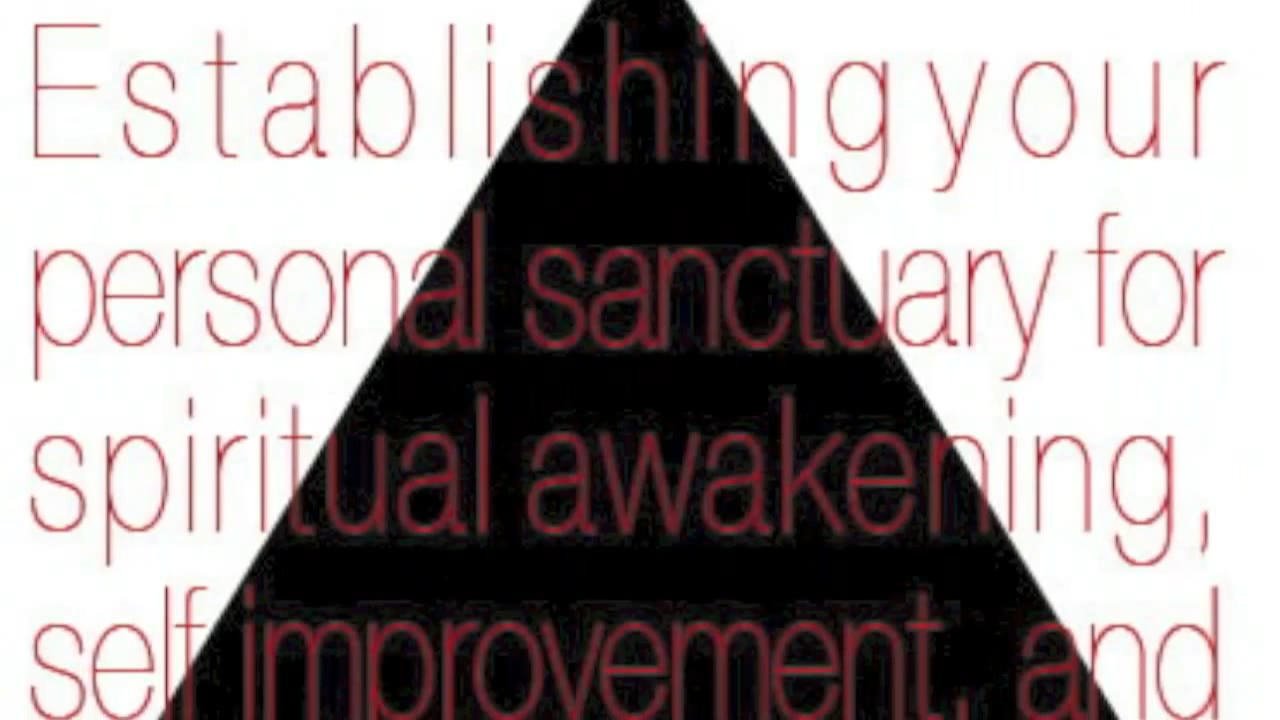 Establishing your
personal sanctuary for
spiritual awakening,
self improvement, and